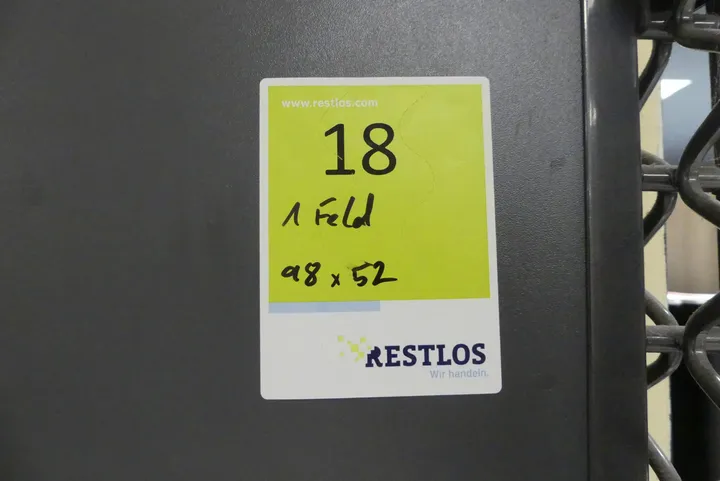 www.restlos.com
18
1 Feld
98 x 52
RESTLOS
Wir handeln.